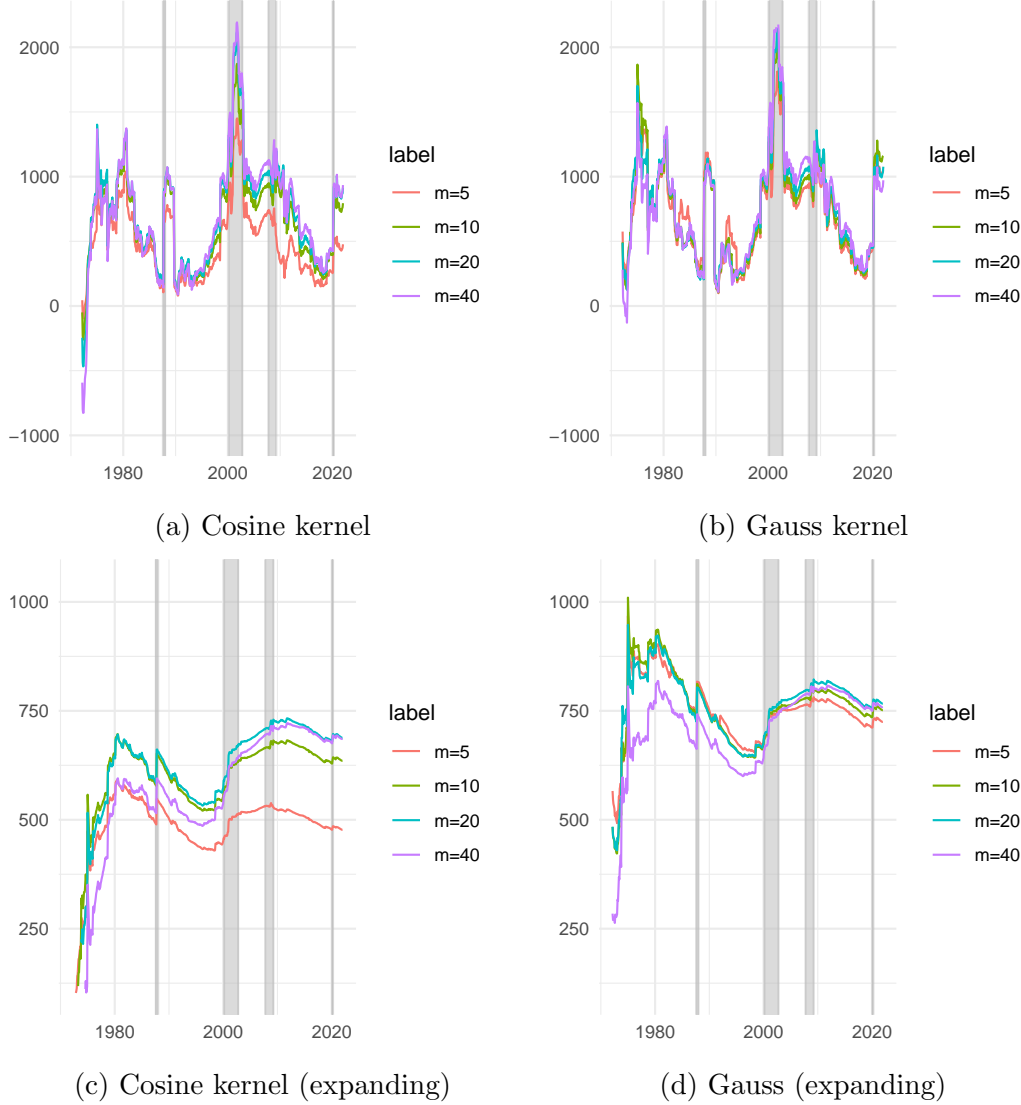 2000
1000
0
−1000
1980
2000
2020
label
m=5
m=10
m=20
m=40
(a) Cosine kernel
2000
1000
0
−1000
1980
2000
2020
label
m=5
m=10
m=20
m=40
(b) Gauss kernel
1000
750
500
250
1980
2000
2020
label
m=5
m=10
m=20
m=40
(c) Cosine kernel (expanding)
1000
750
500
250
1980
2000
2020
label
m=5
m=10
m=20
m=40
(d) Gauss (expanding)